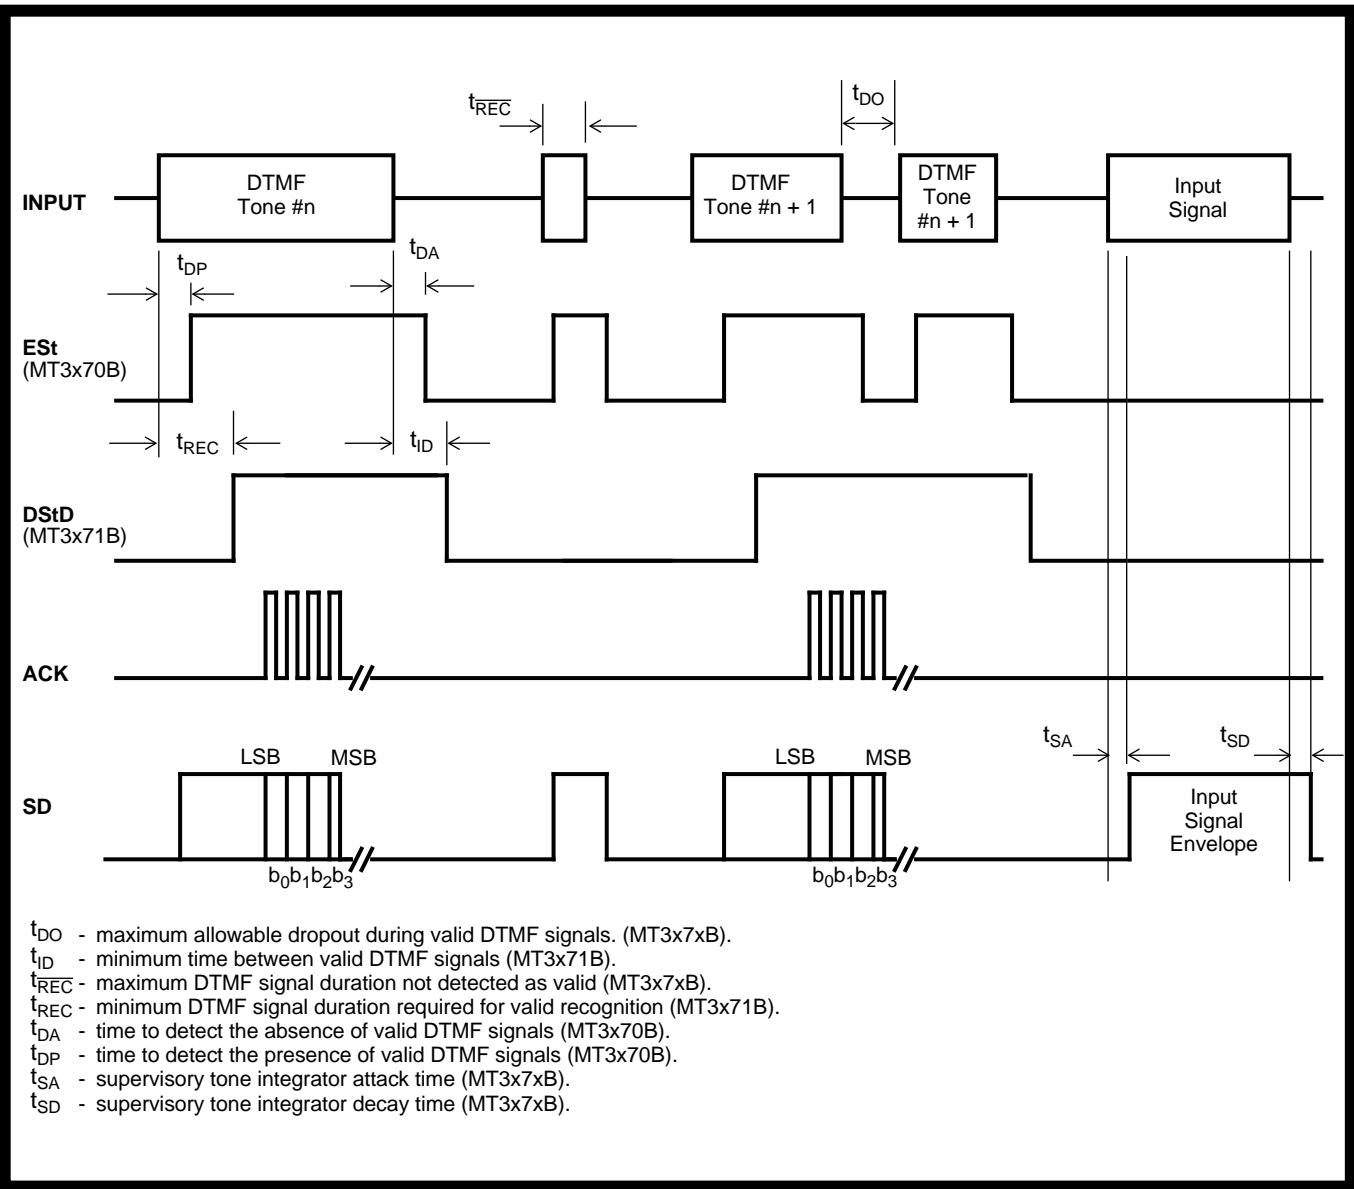 t̅R̅E̅C̅
tDO
INPUT
DTMF
Tone #n
DTMF
Tone #n + 1
DTMF
Tone
#n + 1
Input
Signal
tDP
tDA
ESt
(MT3x70B)
tREC
tID
DStD
(MT3x71B)
ACK
tSA
tSD
LSB
MSB
LSB
MSB
SD
Input
Signal
Envelope
b0b1b2b3
b0b1b2b3
tDO - maximum allowable dropout during valid DTMF signals. (MT3x7xB).
tID - minimum time between valid DTMF signals (MT3x71B).
tR̅E̅C̅ - maximum DTMF signal duration not detected as valid (MT3x7xB).
tREC - minimum DTMF signal duration required for valid recognition (MT3x71B).
tDA - time to detect the absence of valid DTMF signals (MT3x70B).
tDP - time to detect the presence of valid DTMF signals (MT3x70B).
tSA - supervisory tone integrator attack time (MT3x7xB).
tSD - supervisory tone integrator decay time (MT3x7xB).